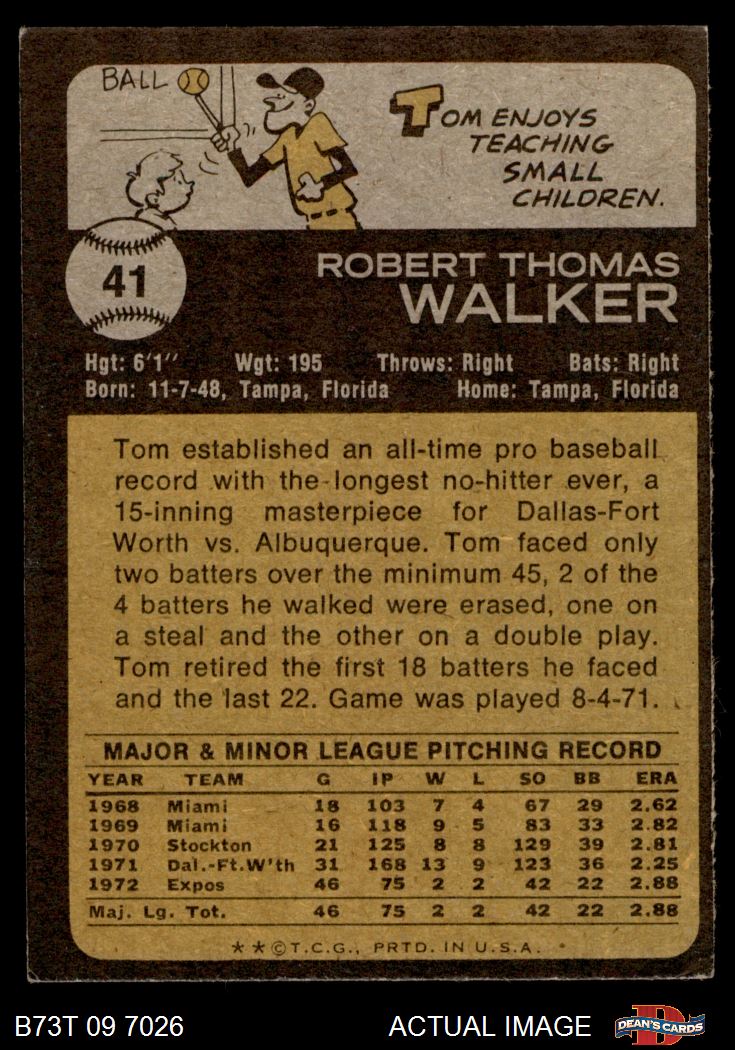 BALL
TOM ENJOYS
TEACHING
SMALL
CHILDREN.
41
ROBERT THOMAS
WALKER
Hgt: 6'1" Wgt: 195 Throws: Right Bats: Right
Born: 11-7-48, Tampa, Florida Home: Tampa, Florida
Tom established an all-time pro baseball
record with the longest no-hitter ever, a
15-inning masterpiece for Dallas-Fort
Worth vs. Albuquerque. Tom faced only
two batters over the minimum 45, 2 of the
4 batters he walked were erased, one on
a steal and the other on a double play.
Tom retired the first 18 batters he faced
and the last 22. Game was played 8-4-71.
MAJOR & MINOR LEAGUE PITCHING RECORD
YEAR TEAM G IP W L SO BB ERA
1968 Miami 18 103 7 4 67 29 2.62
1969 Miami 16 118 9 5 83 33 2.82
1970 Stockton 21 125 8 8 129 39 2.81
1971 Dal.-Ft.W'th 31 168 13 9 123 36 2.25
1972 Expos 46 75 2 2 42 22 2.88
Maj. Lg. Tot. 46 75 2 2 42 22 2.88
★ ★ © T.C.G., PRTD. IN U.S.A.
B73T 09 7026 ACTUAL IMAGE DEAN'S CARDS